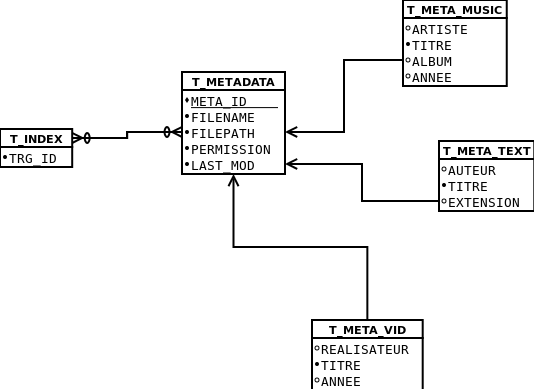 T_META_MUSIC
ARTISTE
TITRE
ALBUM
ANNEE
T_METADATA
META_ID
FILENAME
FILEPATH
PERMISSION
LAST_MOD
T_INDEX
TRG_ID
T_META_TEXT
AUTEUR
TITRE
EXTENSION
T_META_VID
REALISATEUR
TITRE
ANNEE